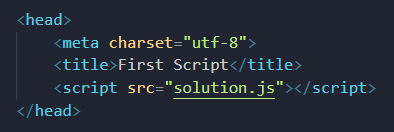 <head>
<meta charset="utf-8">
<title>First Script</title>
<script src="solution.js"></script>
</head>